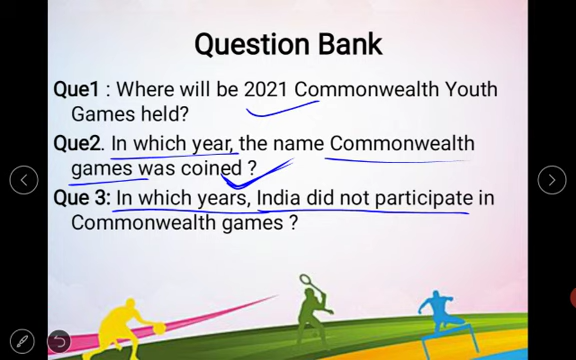 Question Bank
Que1 : Where will be 2021 Commonwealth Youth
Games held?
Que2. In which year, the name Commonwealth
games was coined ?
Que 3: In which years, India did not participate in
Commonwealth games ?